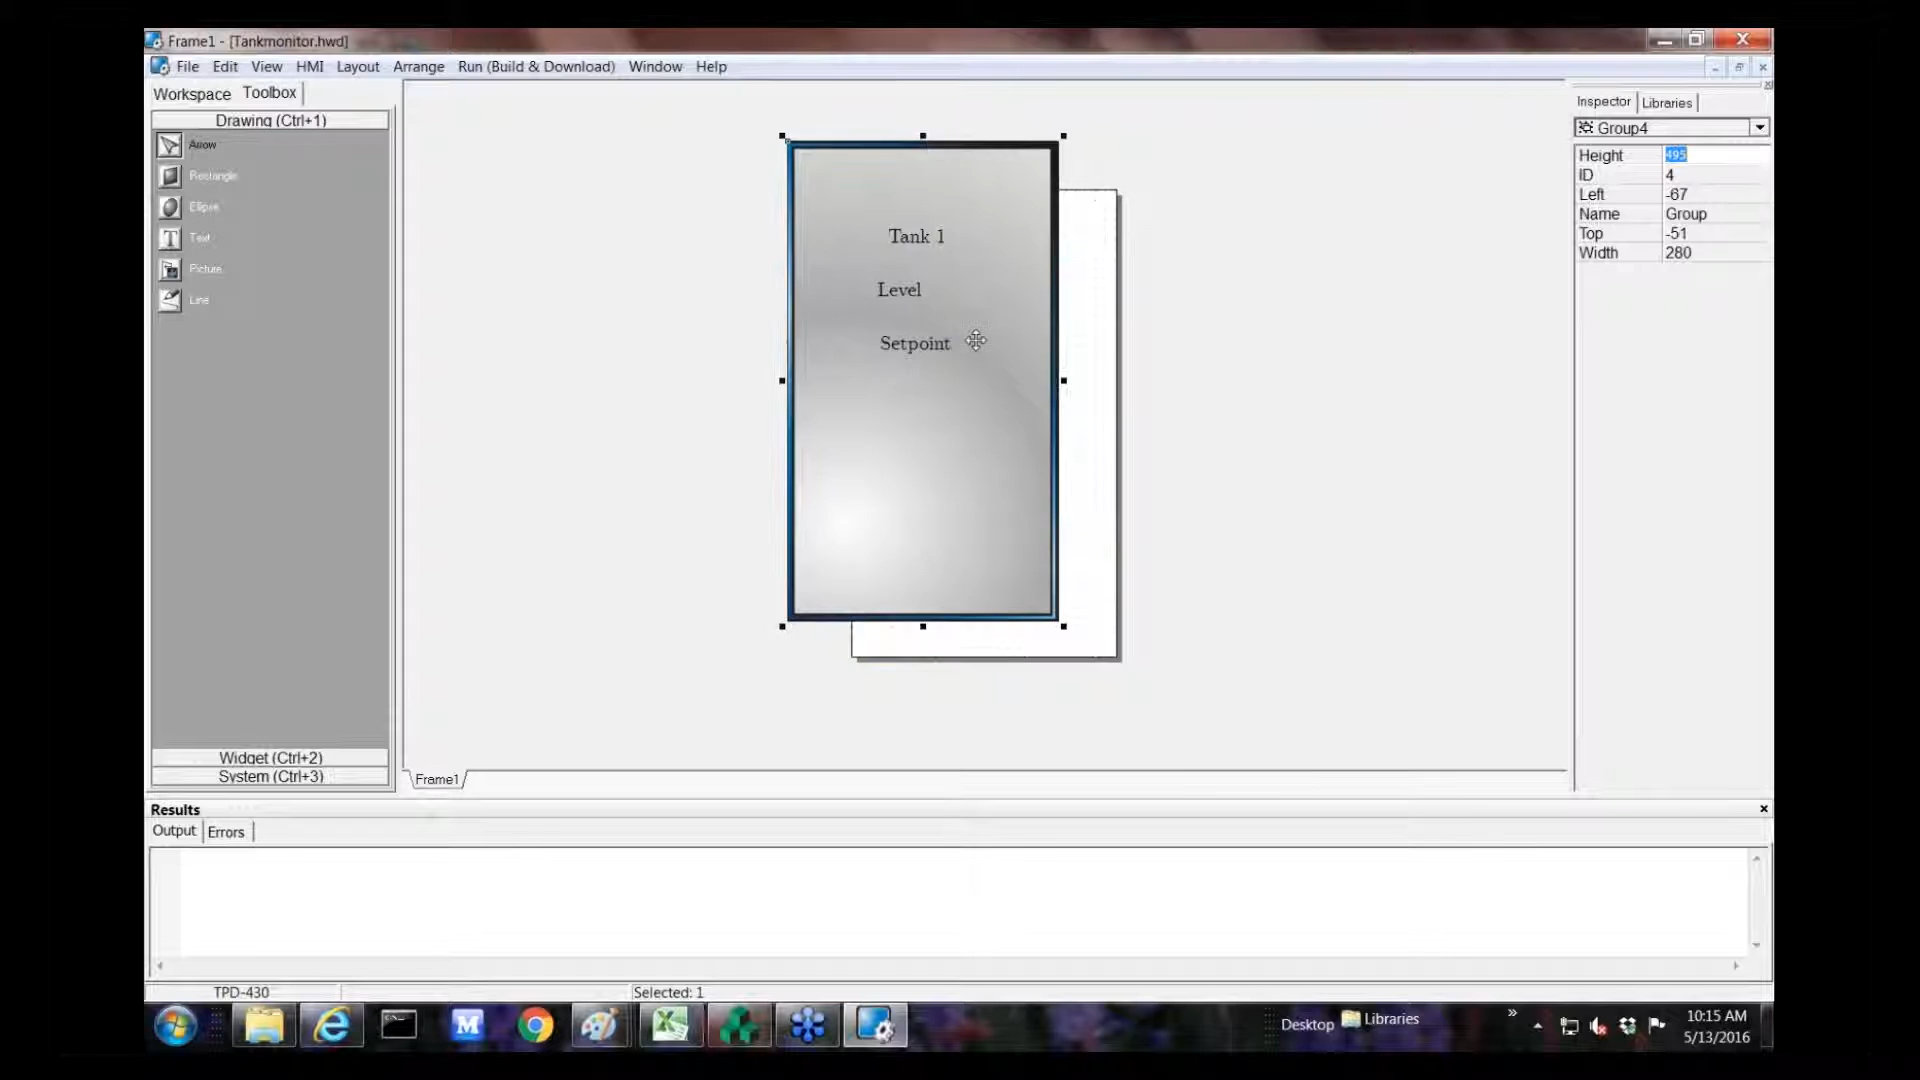 Frame1 - [Tankmonitor.hwd]
File Edit View HMI Layout Arrange Run (Build & Download) Window Help
Workspace Toolbox
Drawing (Ctrl+1)
Arrow
Rectangle
Ellipse
Text
Picture
Line
Widget (Ctrl+2)
System (Ctrl+3)
Tank 1
Level
Setpoint
Frame1
Inspector Libraries
Group4
Height 495
ID 4
Left -67
Name Group
Top -51
Width 280
Results
Output Errors
TPD-430 Selected: 1
Desktop Libraries
10:15 AM
5/13/2016